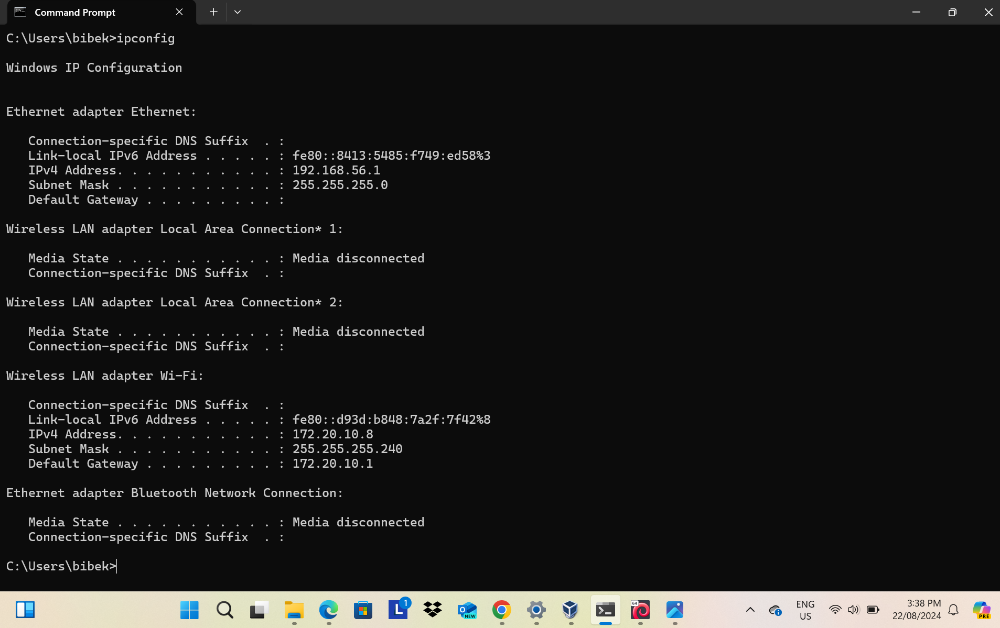 Command Prompt
C:\Users\bibek>ipconfig
Windows IP Configuration
Ethernet adapter Ethernet:
Connection-specific DNS Suffix  . :
Link-local IPv6 Address . . . . . : fe80::8413:5485:f749:ed58%3
IPv4 Address. . . . . . . . . . . : 192.168.56.1
Subnet Mask . . . . . . . . . . . : 255.255.255.0
Default Gateway . . . . . . . . . :
Wireless LAN adapter Local Area Connection* 1:
Media State . . . . . . . . . . . : Media disconnected
Connection-specific DNS Suffix  . :
Wireless LAN adapter Local Area Connection* 2:
Media State . . . . . . . . . . . : Media disconnected
Connection-specific DNS Suffix  . :
Wireless LAN adapter Wi-Fi:
Connection-specific DNS Suffix  . :
Link-local IPv6 Address . . . . . : fe80::d93d:b848:7a2f:7f42%8
IPv4 Address. . . . . . . . . . . : 172.20.10.8
Subnet Mask . . . . . . . . . . . : 255.255.255.240
Default Gateway . . . . . . . . . : 172.20.10.1
Ethernet adapter Bluetooth Network Connection:
Media State . . . . . . . . . . . : Media disconnected
Connection-specific DNS Suffix  . :
C:\Users\bibek>
L 1
O NEW
64
ENG
US
3:38 PM
22/08/2024
PRE